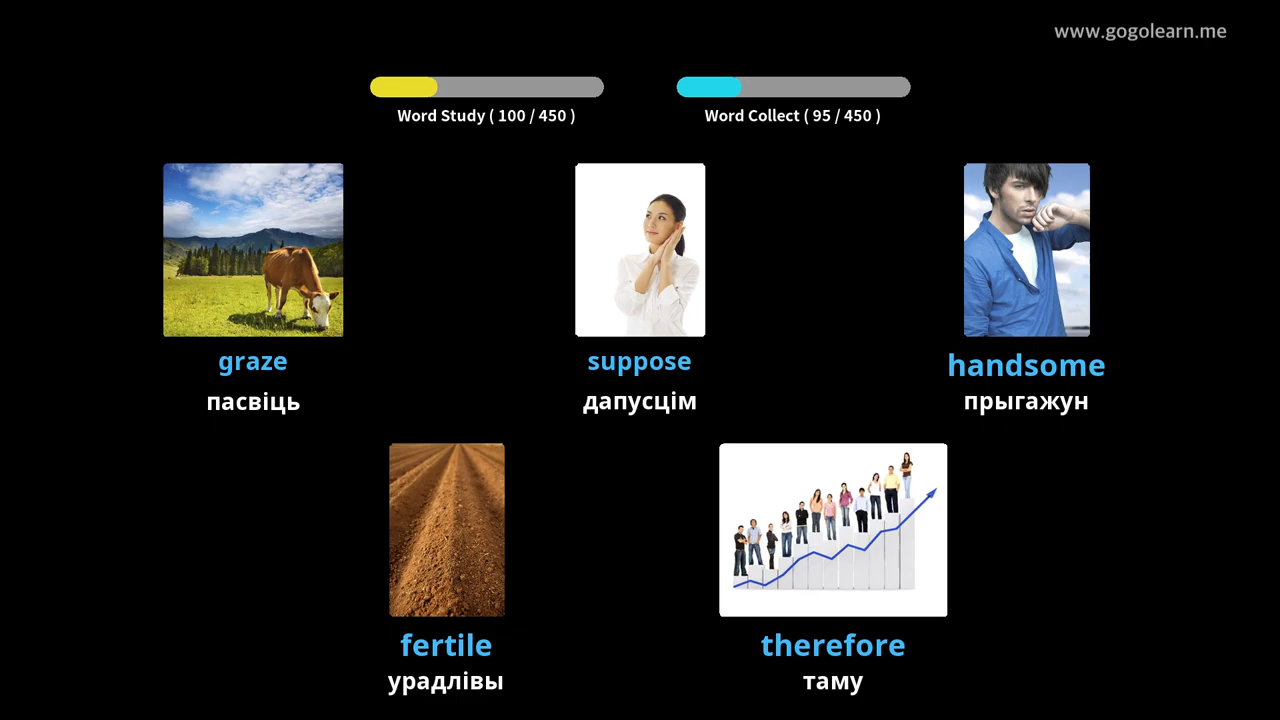 www.gogolearn.me
Word Study ( 100 / 450 )
Word Collect ( 95 / 450 )
graze
suppose
handsome
пасвіць
дапусцім
прыгажун
fertile
therefore
урадлівы
таму